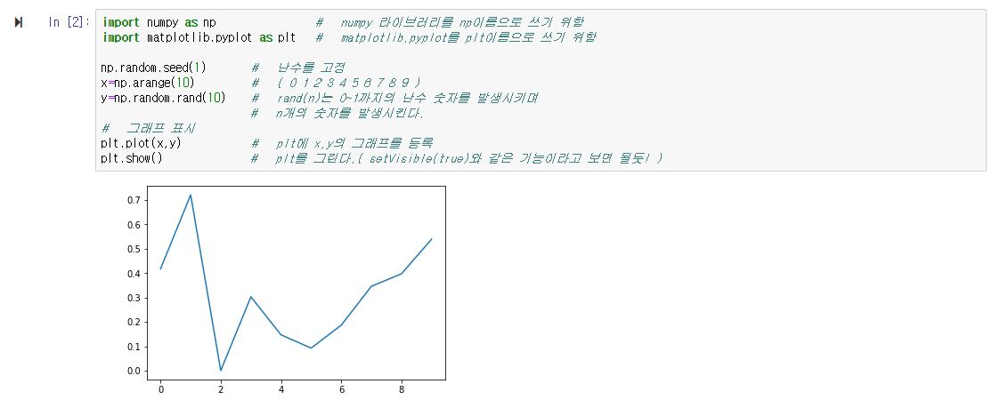 In [2]:
import numpy as np # numpy 라이브러리를 np이름으로 쓰기 위함
import matplotlib.pyplot as plt # matplotlib.pyplot를 plt이름으로 쓰기 위함
np.random.seed(1) # 난수를 고정
x=np.arange(10) # ( 0 1 2 3 4 5 6 7 8 9 )
y=np.random.rand(10) # rand(n)는 0~1까지의 난수 숫자를 발생시키며
# n개의 숫자를 발생시킨다.
# 그래프 표시
plt.plot(x,y) # plt에 x,y의 그래프를 등록
plt.show() # plt를 그린다.( setVisible(true)와 같은 기능이라고 보면 될듯! )
0.7
0.6
0.5
0.4
0.3
0.2
0.1
0.0
0 2 4 6 8